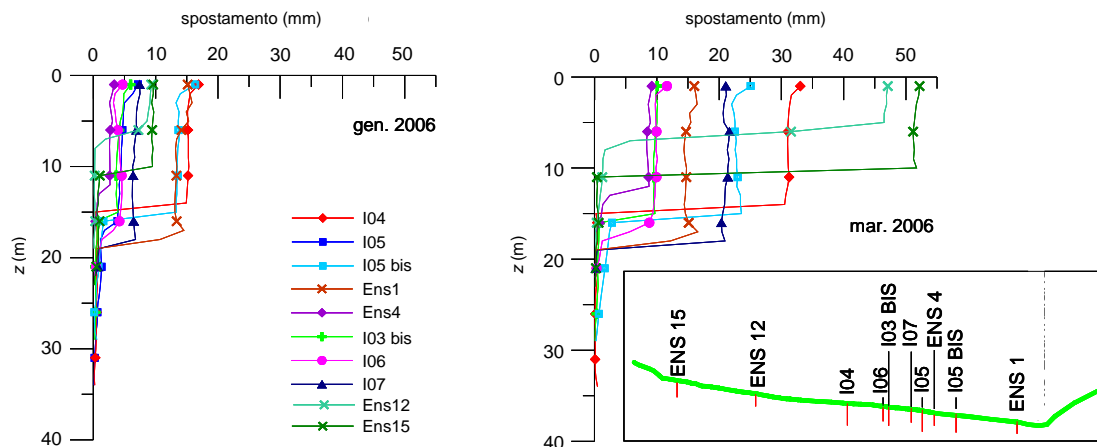 spostamento (mm)
0 10 20 30 40 50
0
10
20
30
40
z (m)
gen. 2006
I04
I05
I05 bis
Ens1
Ens4
I03 bis
I06
I07
Ens12
Ens15
spostamento (mm)
0 10 20 30 40 50
0
10
20
30
40
z (m)
mar. 2006
ENS 15
ENS 12
I04
I06
I03 BIS
I07
I05
ENS 4
I05 BIS
ENS 1